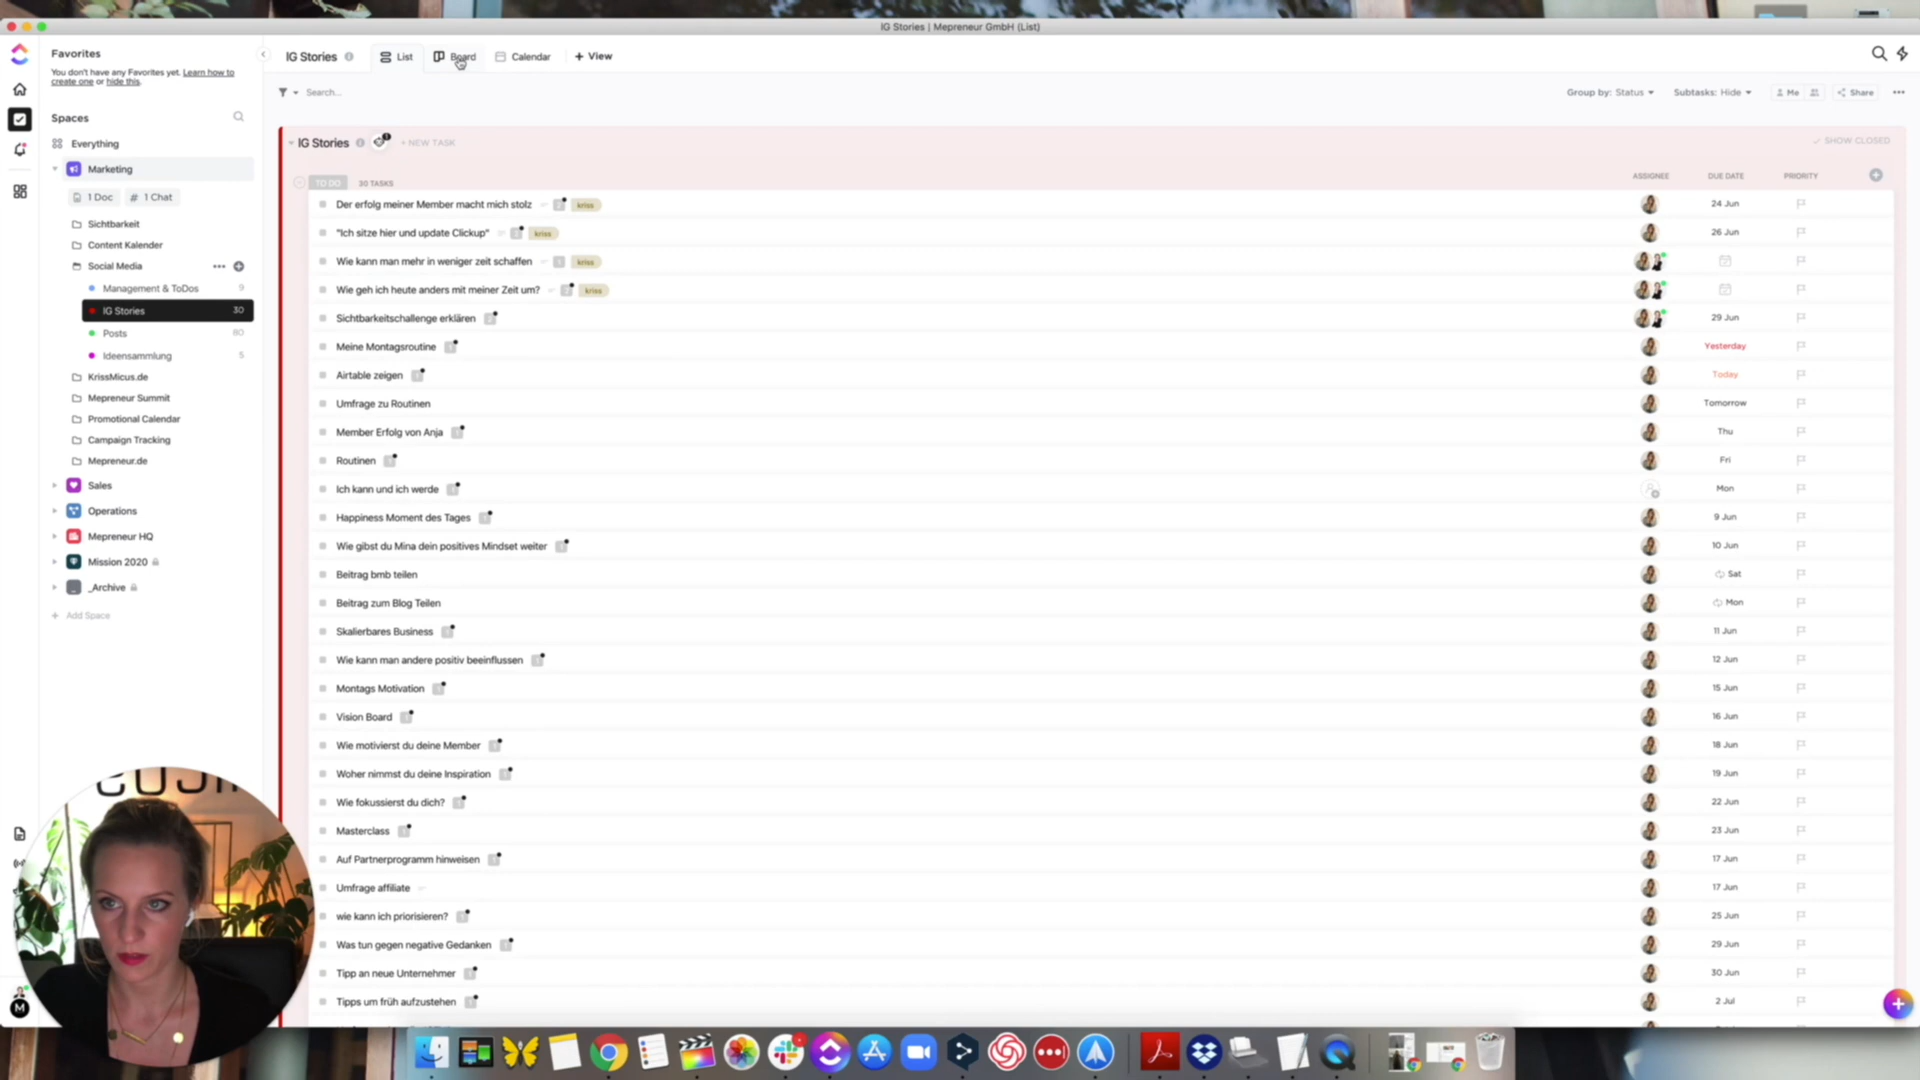 IG Stories | Mepreneur GmbH (List)
Favorites
You don't have any Favorites yet. Learn how to
create one or hide this.
IG Stories
List
Board
Calendar
+ View
Search...
Group by: Status
Subtasks: Hide
Me
Share
Spaces
Everything
Marketing
1 Doc
# 1 Chat
Sichtbarkeit
Content Kalender
Social Media
Management & ToDos 9
IG Stories 30
Posts 80
Ideensammlung 5
KrissMicus.de
Mepreneur Summit
Promotional Calendar
Campaign Tracking
Mepreneur.de
Sales
Operations
Mepreneur HQ
Mission 2020
_Archive
+ Add Space
IG Stories + NEW TASK SHOW CLOSED
TO DO 30 TASKS ASSIGNEE DUE DATE PRIORITY
Der erfolg meiner Member macht mich stolz kriss 24 Jun
"Ich sitze hier und update Clickup" kriss 26 Jun
Wie kann man mehr in weniger zeit schaffen kriss
Wie geh ich heute anders mit meiner Zeit um? kriss
Sichtbarkeitschallenge erklären 29 Jun
Meine Montagsroutine Yesterday
Airtable zeigen Today
Umfrage zu Routinen Tomorrow
Member Erfolg von Anja Thu
Routinen Fri
Ich kann und ich werde Mon
Happiness Moment des Tages 9 Jun
Wie gibst du Mina dein positives Mindset weiter 10 Jun
Beitrag bmb teilen Sat
Beitrag zum Blog Teilen Mon
Skalierbares Business 11 Jun
Wie kann man andere positiv beeinflussen 12 Jun
Montags Motivation 15 Jun
Vision Board 16 Jun
Wie motivierst du deine Member 18 Jun
Woher nimmst du deine Inspiration 19 Jun
Wie fokussierst du dich? 22 Jun
Masterclass 23 Jun
Auf Partnerprogramm hinweisen 17 Jun
Umfrage affiliate 17 Jun
wie kann ich priorisieren? 25 Jun
Was tun gegen negative Gedanken 29 Jun
Tipp an neue Unternehmer 30 Jun
Tipps um früh aufzustehen 2 Jul
M